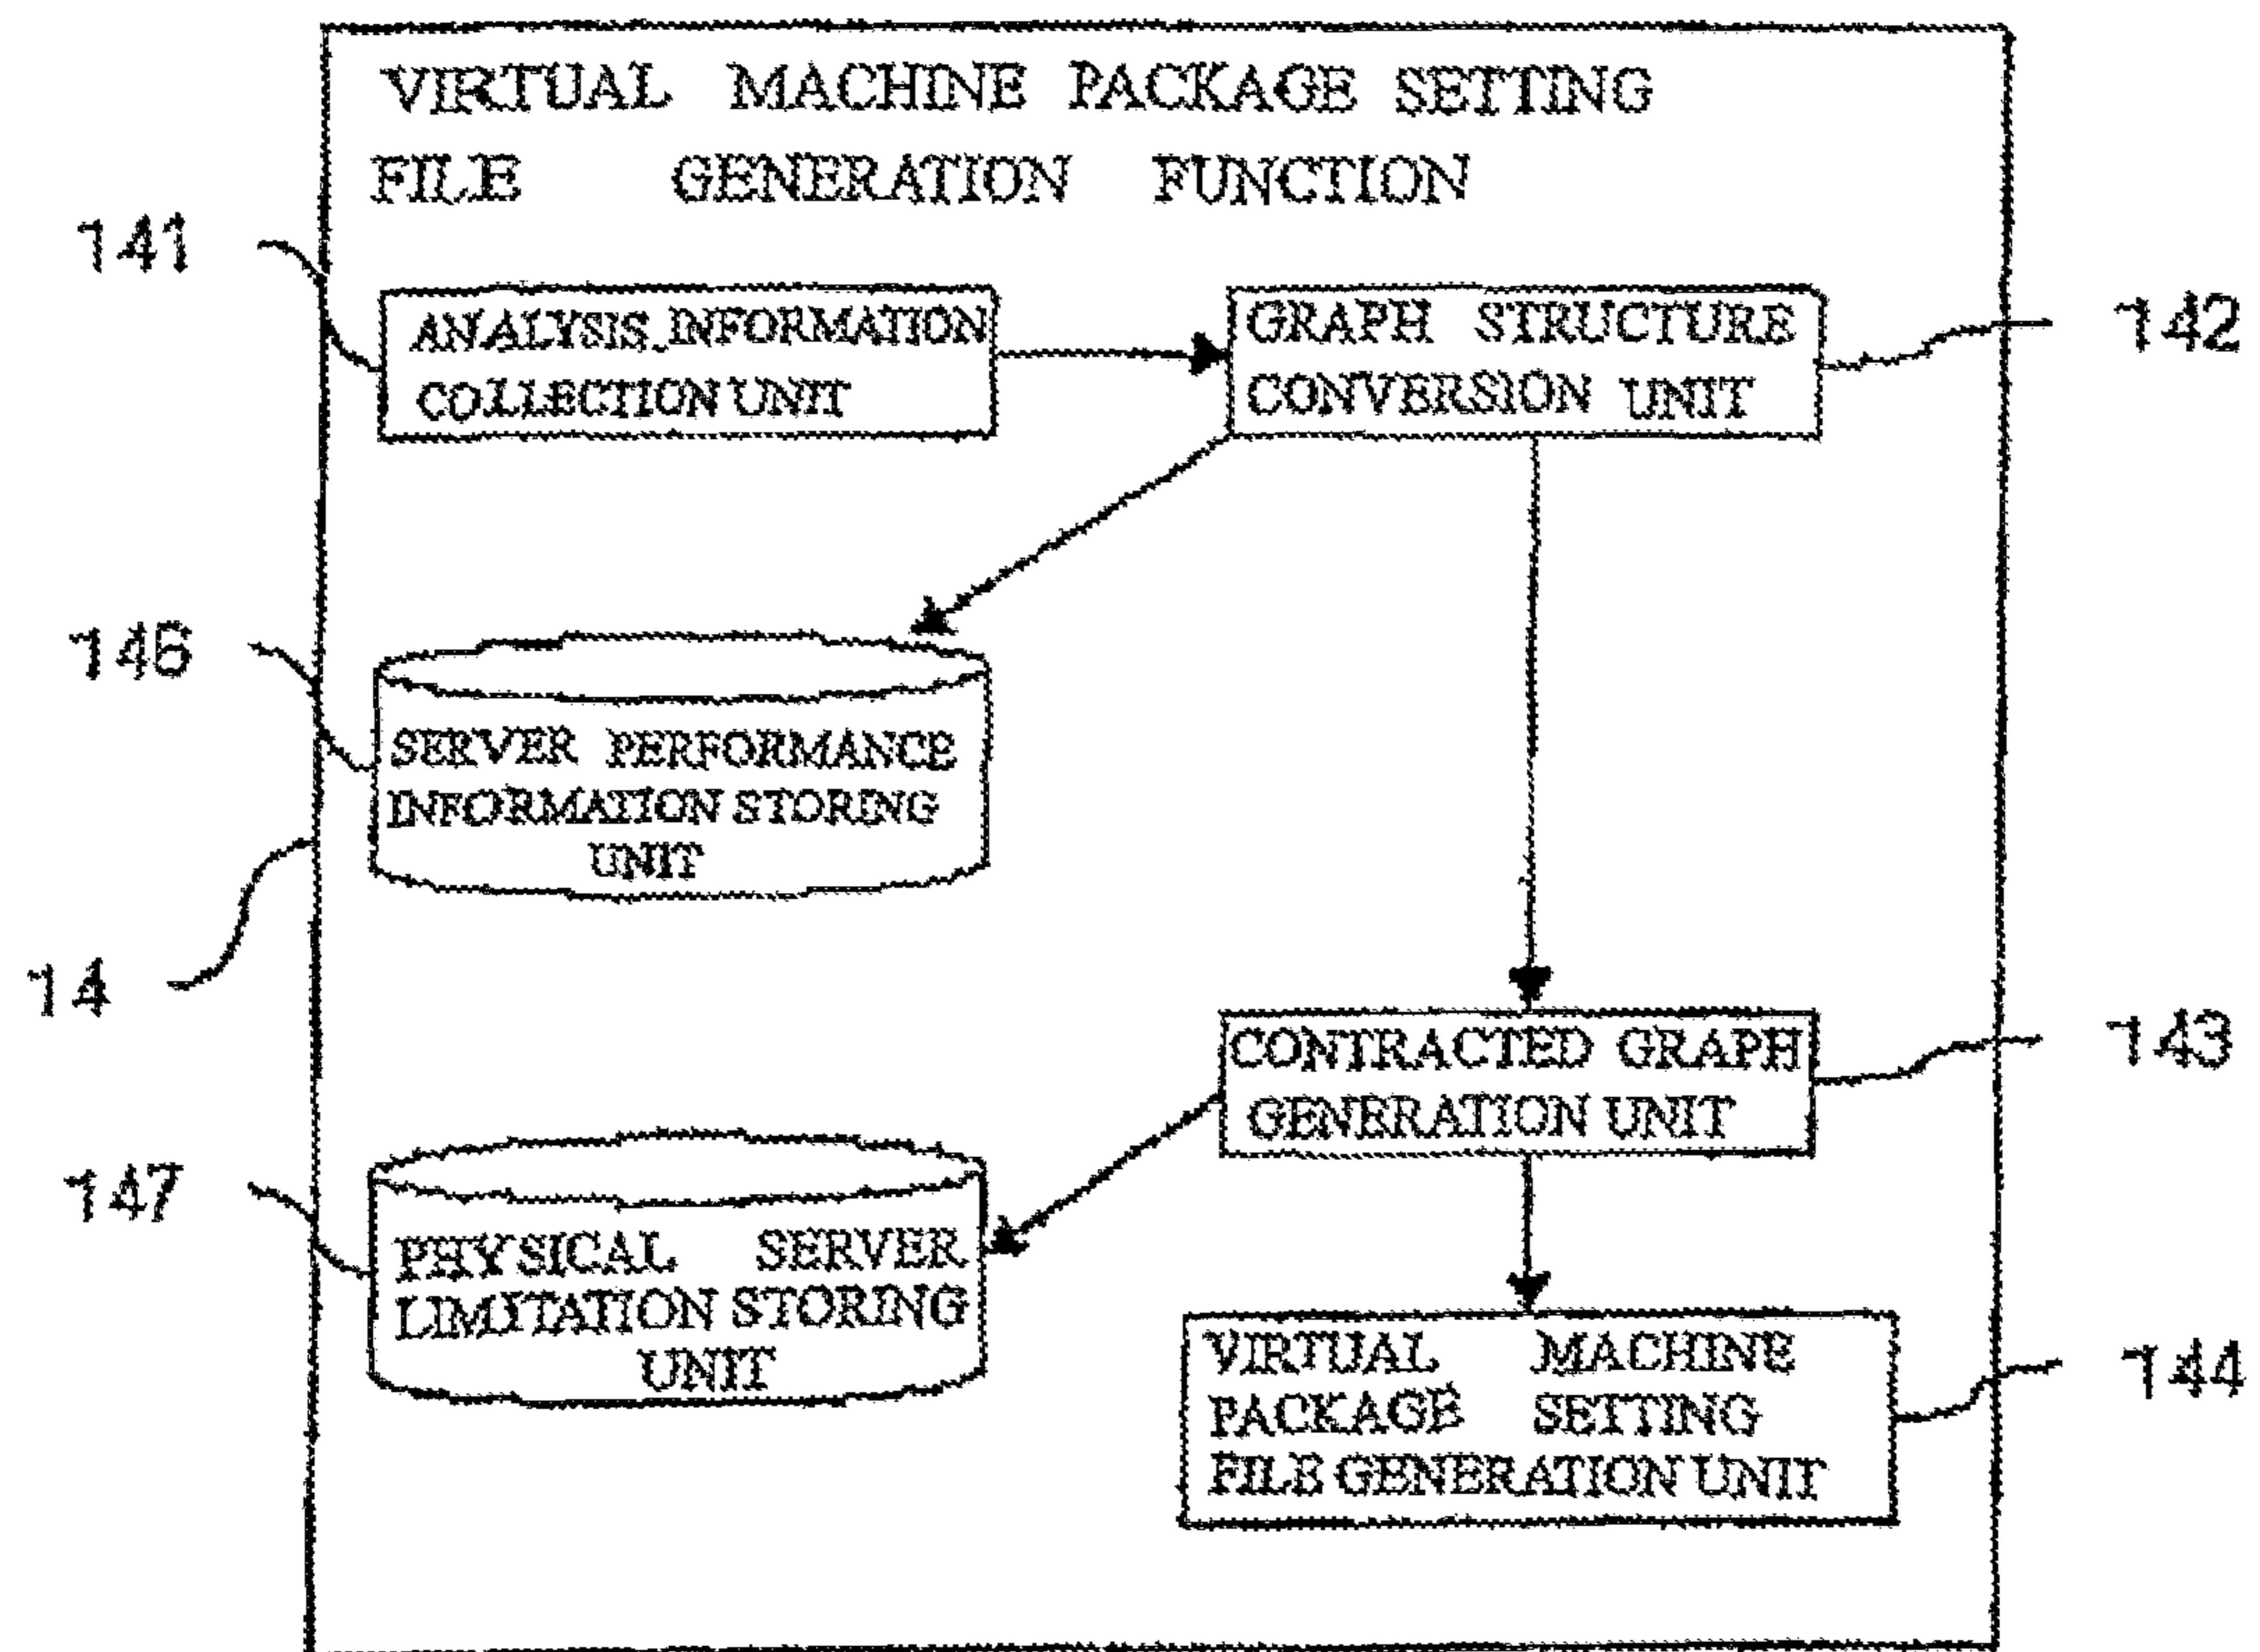 VIRTUAL MACHINE PACKAGE SETTING
FILE GENERATION FUNCTION
141
ANALYSIS INFORMATION
COLLECTION UNIT
GRAPH STRUCTURE
CONVERSION UNIT
142
146
SERVER PERFORMANCE
INFORMATION STORING
UNIT
14
CONTRACTED GRAPH
GENERATION UNIT
143
147
PHYSICAL SERVER
LIMITATION STORING
UNIT
VIRTUAL MACHINE
PACKAGE SETTING
FILE GENERATION UNIT
144